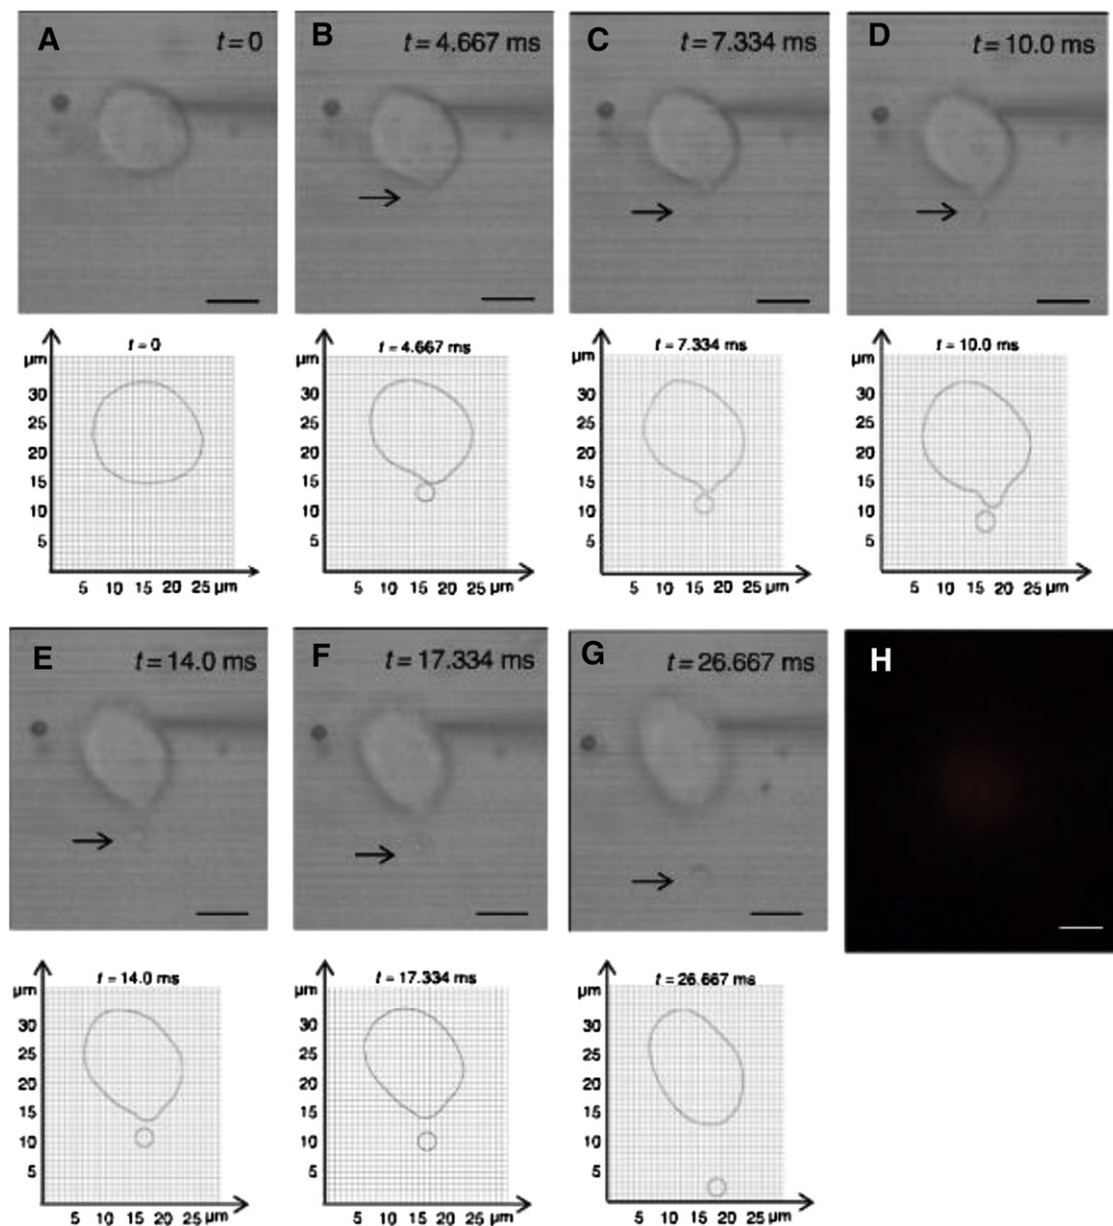 A
t = 0
B
t = 4.667 ms
C
t = 7.334 ms
D
t = 10.0 ms
t = 0
µm
30
25
20
15
10
5
5 10 15 20 25 µm
t = 4.667 ms
µm
30
25
20
15
10
5
5 10 15 20 25 µm
t = 7.334 ms
µm
30
25
20
15
10
5
5 10 15 20 25 µm
t = 10.0 ms
µm
30
25
20
15
10
5
5 10 15 20 25 µm
E
t = 14.0 ms
F
t = 17.334 ms
G
t = 26.667 ms
H
t = 14.0 ms
µm
30
25
20
15
10
5
5 10 15 20 25 µm
t = 17.334 ms
µm
30
25
20
15
10
5
5 10 15 20 25 µm
t = 26.667 ms
µm
30
25
20
15
10
5
5 10 15 20 25 µm